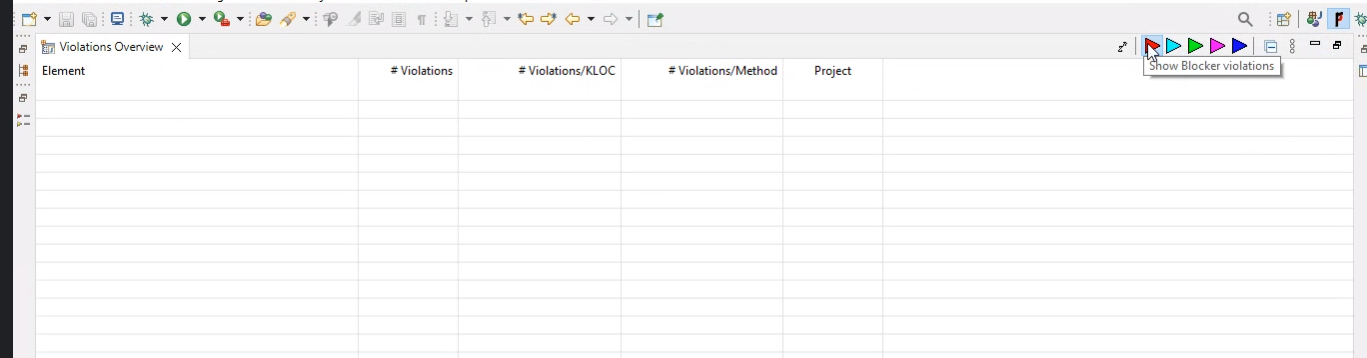 Violations Overview
Element # Violations # Violations/KLOC # Violations/Method Project
Show Blocker violations